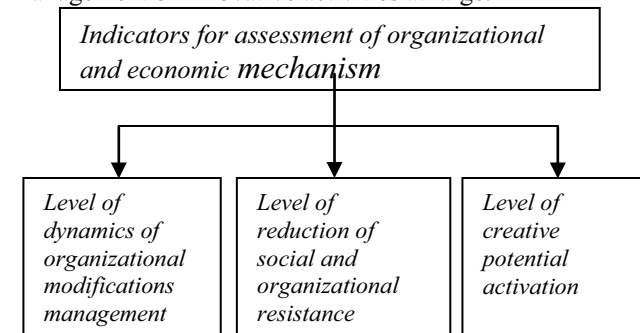 Indicators for assessment of organizational
and economic mechanism
Level of
dynamics of
organizational
modifications
management
Level of
reduction of
social and
organizational
resistance
Level of
creative
potential
activation